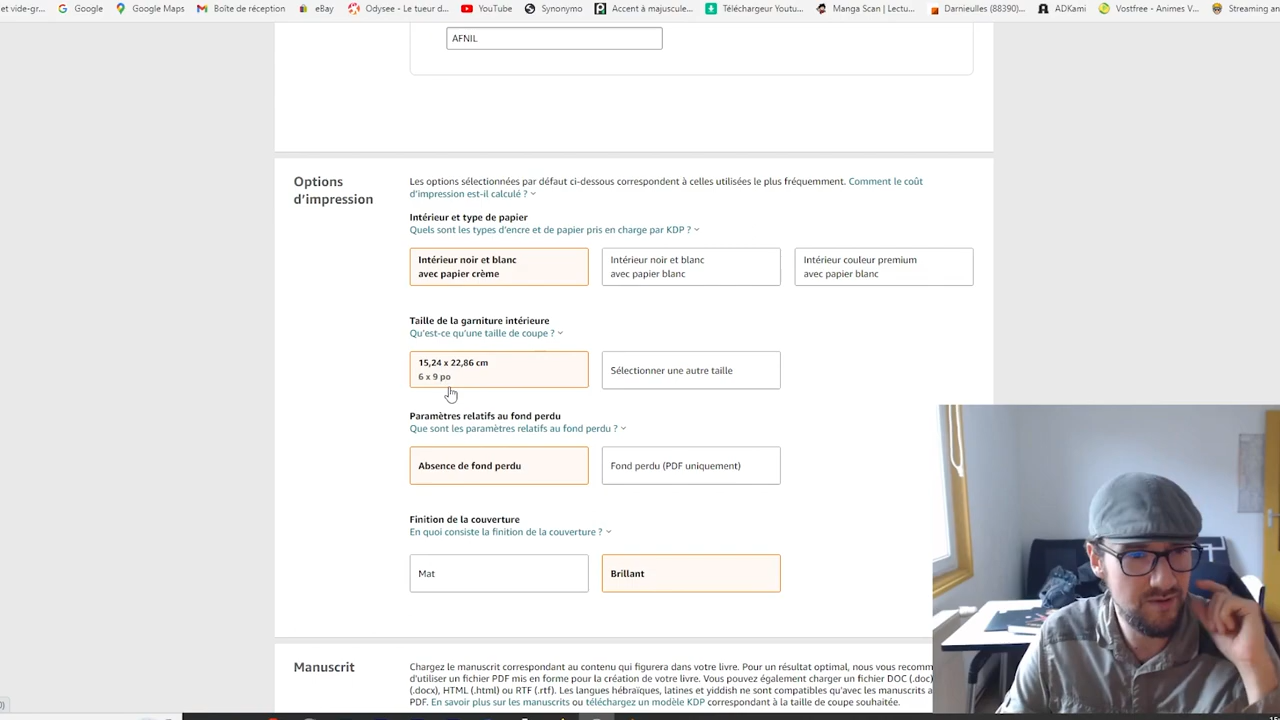 et vide-gr... Google Google Maps Boîte de réception eBay Odysee - Le tueur d... YouTube Synonymo Accent à majuscule... Téléchargeur Youtu... Manga Scan | Lectu... Darnieulles (88390)... ADKami Vostfree - Animes V... Streaming an
AFNIL
Options
d'impression
Les options sélectionnées par défaut ci-dessous correspondent à celles utilisées le plus fréquemment. Comment le coût
d'impression est-il calculé ?
Intérieur et type de papier
Quels sont les types d'encre et de papier pris en charge par KDP ?
Intérieur noir et blanc
avec papier crème
Intérieur noir et blanc
avec papier blanc
Intérieur couleur premium
avec papier blanc
Taille de la garniture intérieure
Qu'est-ce qu'une taille de coupe ?
15,24 x 22,86 cm
6 x 9 po
Sélectionner une autre taille
Paramètres relatifs au fond perdu
Que sont les paramètres relatifs au fond perdu ?
Absence de fond perdu
Fond perdu (PDF uniquement)
Finition de la couverture
En quoi consiste la finition de la couverture ?
Mat
Brillant
Manuscrit
Chargez le manuscrit correspondant au contenu qui figurera dans votre livre. Pour un résultat optimal, nous vous recomm
d'utiliser un fichier PDF mis en forme pour la création de votre livre. Vous pouvez également charger un fichier DOC (.doc)
(.docx), HTML (.html) ou RTF (.rtf). Les langues hébraïques, latines et yiddish ne sont compatibles qu'avec les manuscrits a
PDF. En savoir plus sur les manuscrits ou téléchargez un modèle KDP correspondant à la taille de coupe souhaitée.